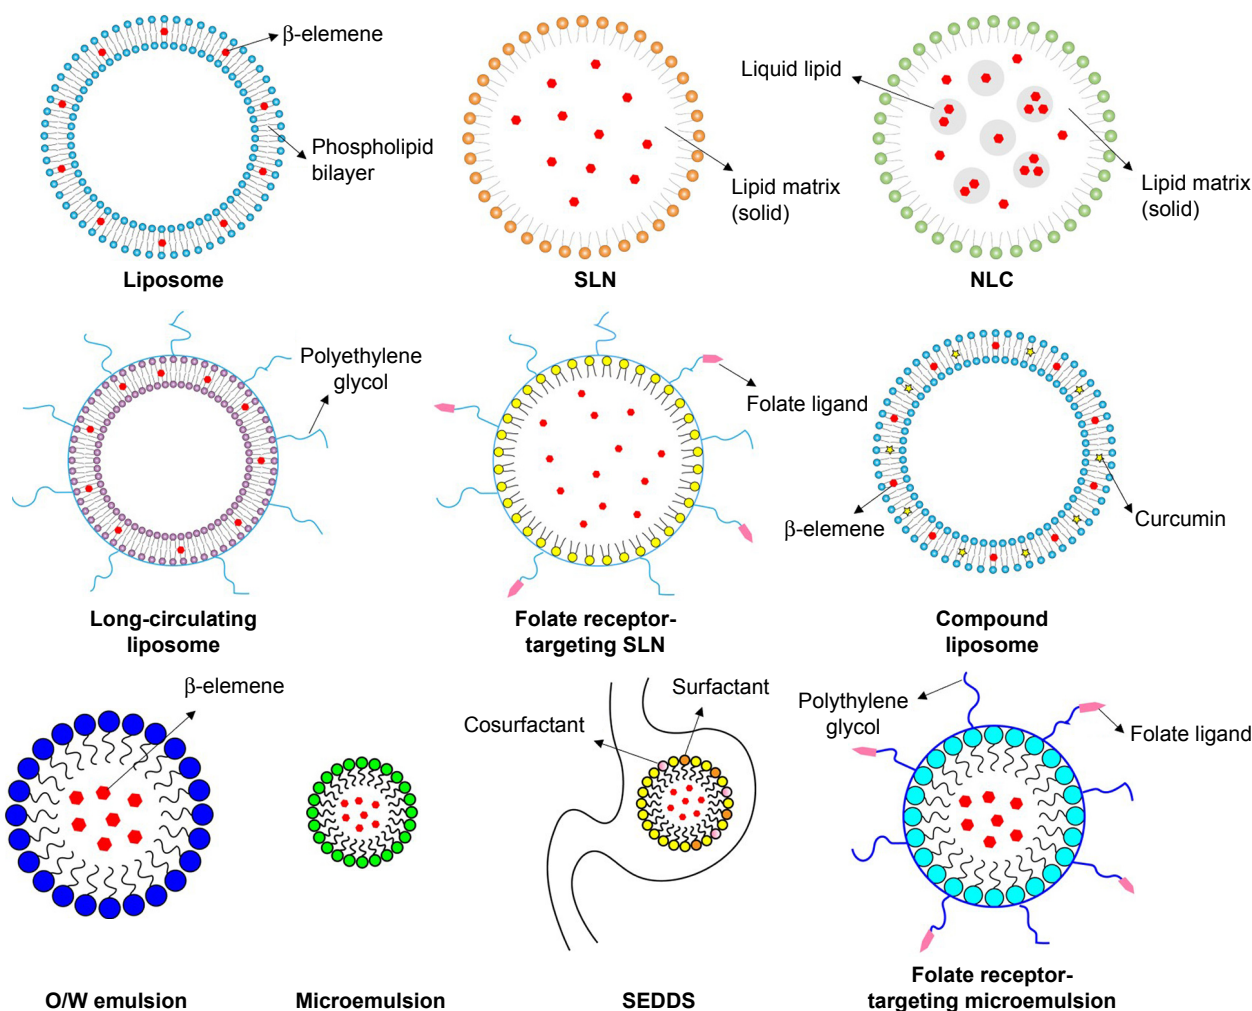 β-elemene
Phospholipid
bilayer
Liposome
Lipid matrix
(solid)
SLN
Liquid lipid
Lipid matrix
(solid)
NLC
Polyethylene
glycol
Long-circulating
liposome
Folate ligand
Folate receptor-
targeting SLN
β-elemene
Curcumin
Compound
liposome
β-elemene
O/W emulsion
Microemulsion
Cosurfactant
Surfactant
SEDDS
Polythylene
glycol
Folate ligand
Folate receptor-
targeting microemulsion